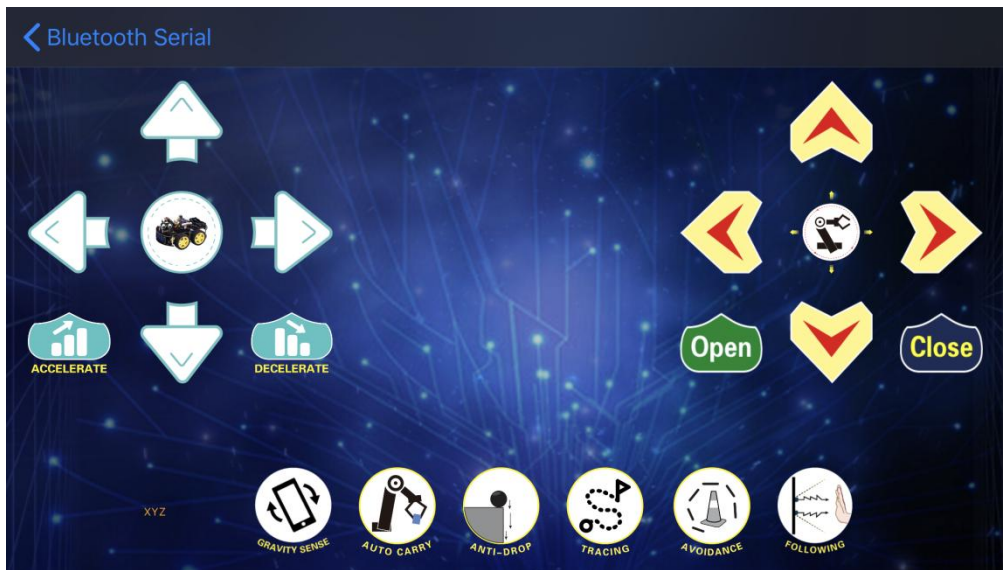 Bluetooth Serial
ACCELERATE
DECELERATE
Open
Close
XYZ
GRAVITY SENSE
AUTO CARRY
ANTI-DROP
TRACING
AVOIDANCE
FOLLOWING